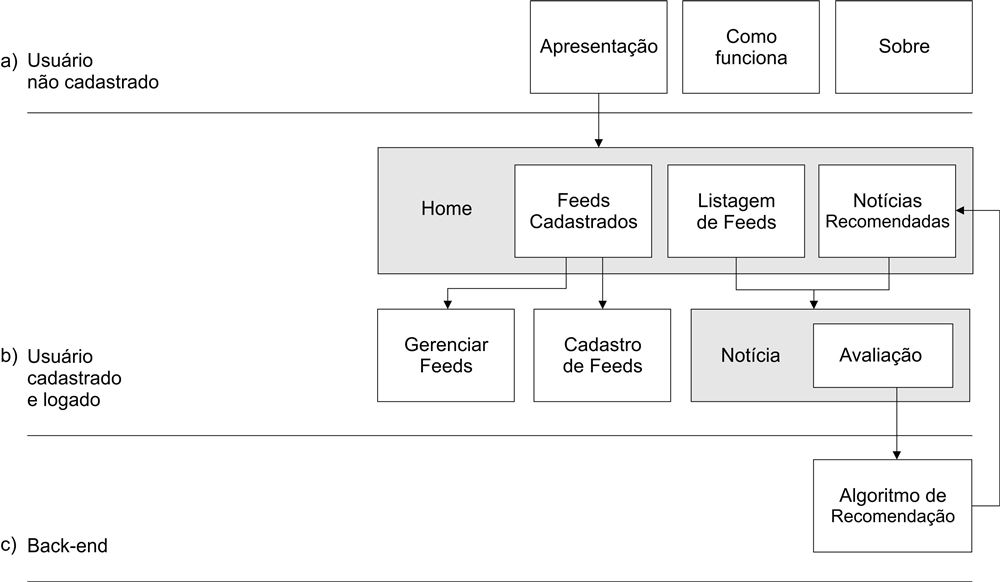 Apresentação
Como
funciona
Sobre
a) Usuário
não cadastrado
Home
Feeds
Cadastrados
Listagem
de Feeds
Notícias
Recomendadas
Gerenciar
Feeds
Cadastro
de Feeds
Notícia
Avaliação
b) Usuário
cadastrado
e logado
Algoritmo de
Recomendação
c) Back-end